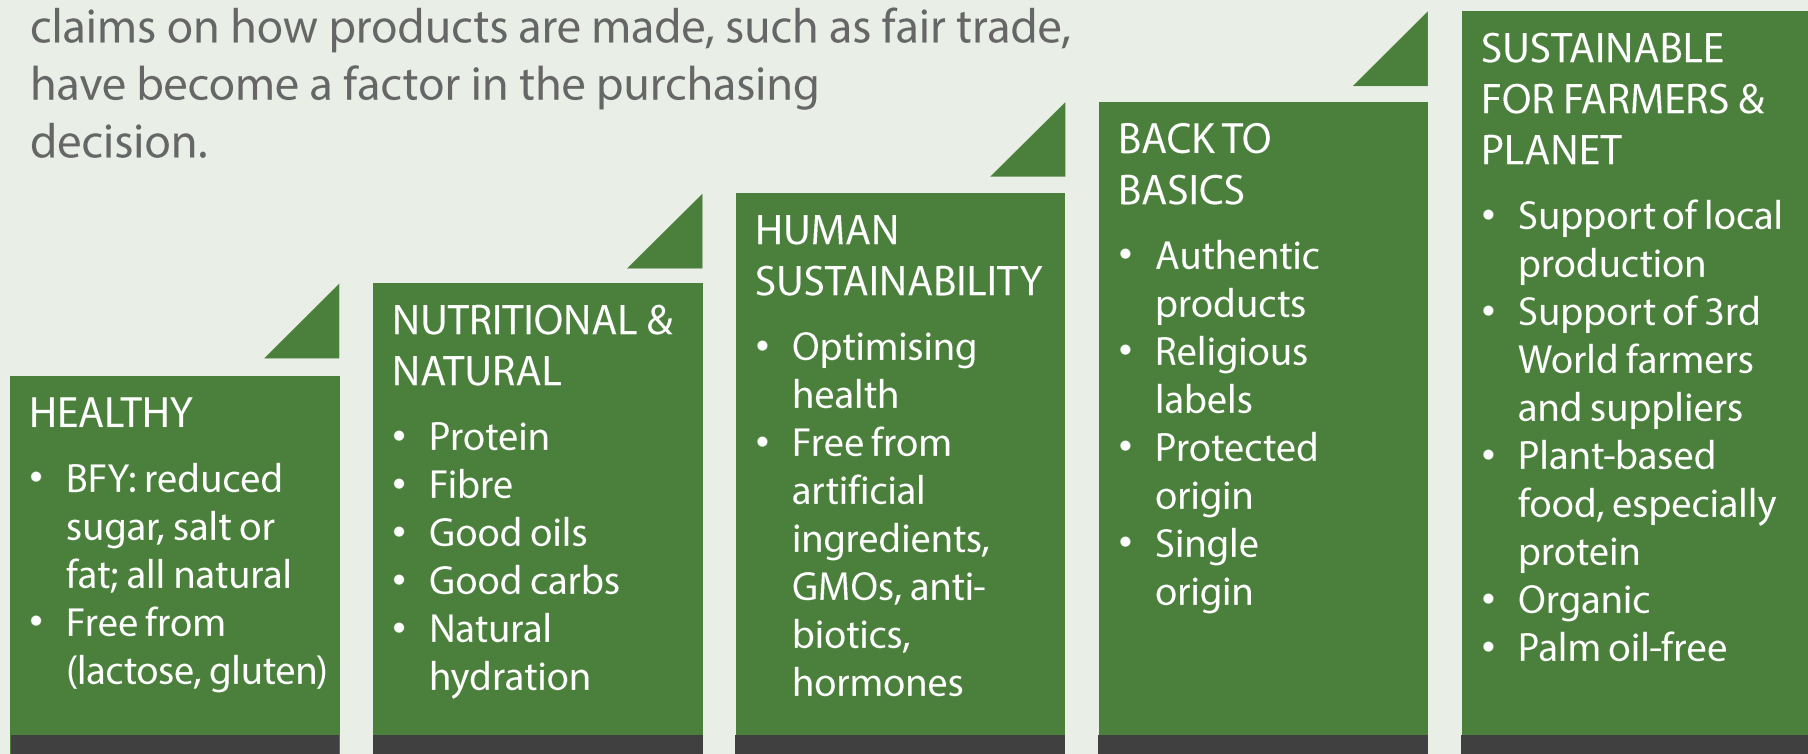 claims on how products are made, such as fair trade,
have become a factor in the purchasing
decision.
HEALTHY
• BFY: reduced
sugar, salt or
fat; all natural
• Free from
(lactose, gluten)
NUTRITIONAL &
NATURAL
• Protein
• Fibre
• Good oils
• Good carbs
• Natural
hydration
HUMAN
SUSTAINABILITY
• Optimising
health
• Free from
artificial
ingredients,
GMOs, anti-
biotics,
hormones
BACK TO
BASICS
• Authentic
products
• Religious
labels
• Protected
origin
• Single
origin
SUSTAINABLE
FOR FARMERS &
PLANET
• Support of local
production
• Support of 3rd
World farmers
and suppliers
• Plant-based
food, especially
protein
• Organic
• Palm oil-free